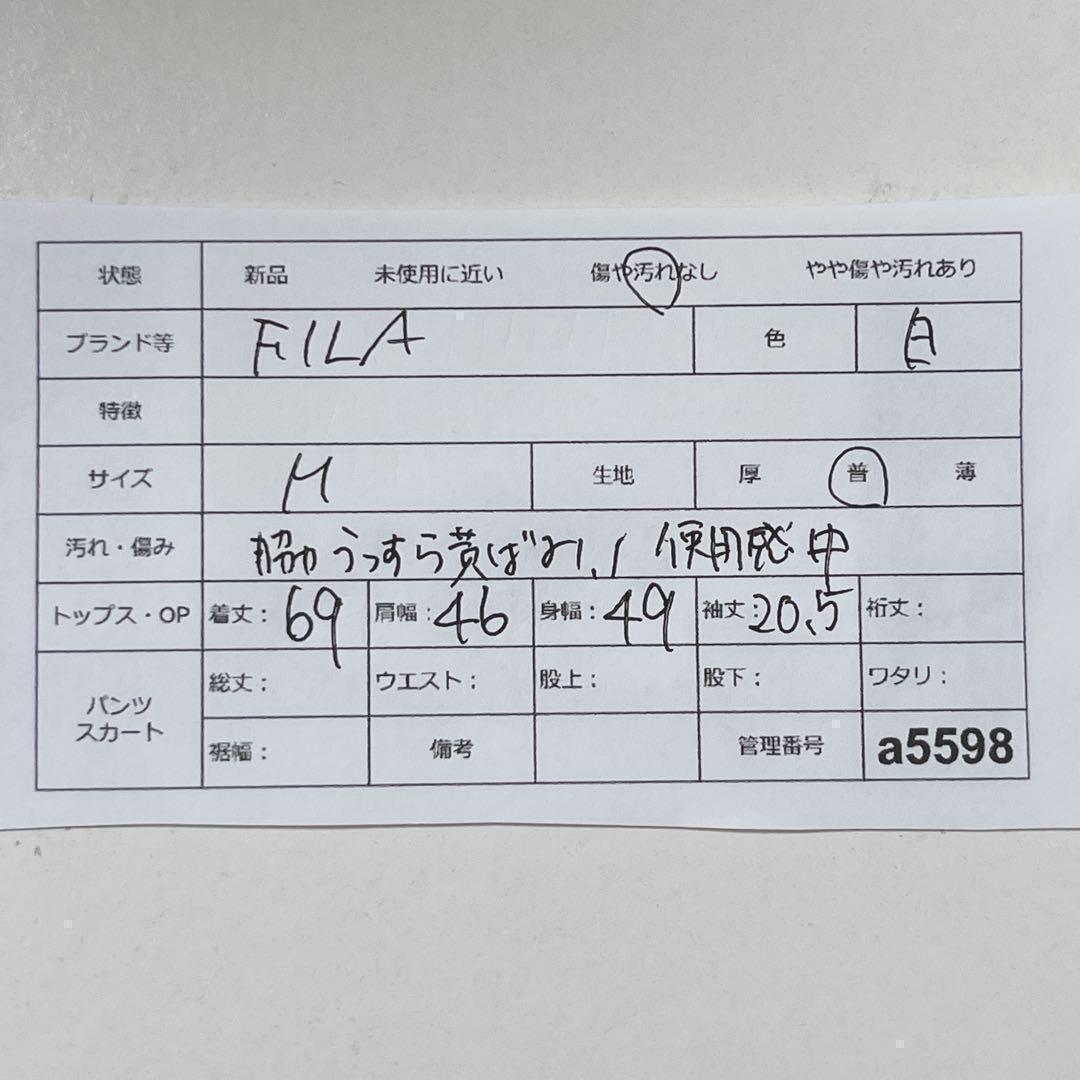 状態 新品 未使用に近い 傷や汚れなし やや傷や汚れあり
ブランド等 FILA 色 白
特徴
サイズ M 生地 厚 普 薄
汚れ・傷み 脇うっすら黄ばみ、/ 使用感中
トップス・OP 着丈: 69 肩幅: 46 身幅: 49 袖丈: 20.5 裄丈:
パンツ スカート 総丈: ウエスト: 股上: 股下: ワタリ:
裾幅: 備考 管理番号 a5598